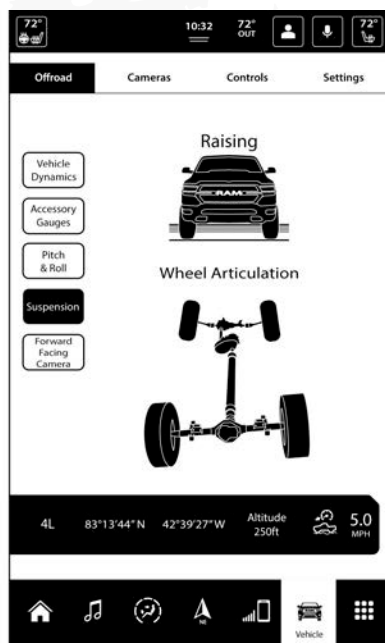 72°
10:32
72°
OUT
72°
Offroad
Cameras
Controls
Settings
Raising
RAM
Vehicle
Dynamics
Accessory
Gauges
Pitch
& Roll
Wheel Articulation
Suspension
Forward
Facing
Camera
4L
83°13'44"N
42°39'27"W
Altitude
250ft
5.0
MPH
NE
Vehicle